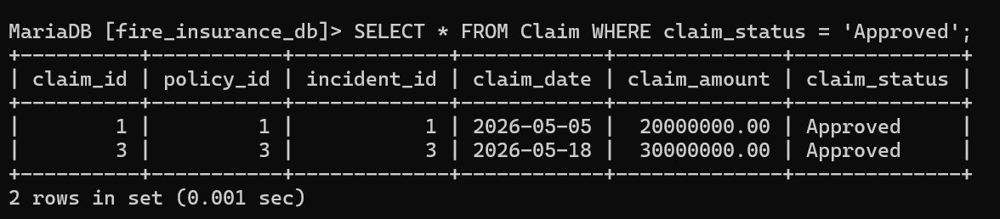 MariaDB [fire_insurance_db]> SELECT * FROM Claim WHERE claim_status = 'Approved';
+----------+-----------+-------------+------------+--------------+--------------+
| claim_id | policy_id | incident_id | claim_date | claim_amount | claim_status |
+----------+-----------+-------------+------------+--------------+--------------+
|        1 |         1 |           1 | 2026-05-05 |  20000000.00 | Approved     |
|        3 |         3 |           3 | 2026-05-18 |  30000000.00 | Approved     |
+----------+-----------+-------------+------------+--------------+--------------+
2 rows in set (0.001 sec)